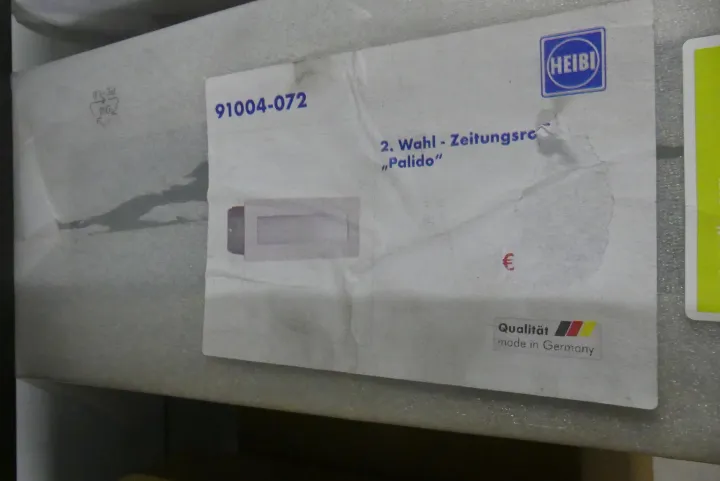 HEIBI
91004-072
2. Wahl - Zeitungsro
„Palido“
€
Qualität
made in Germany